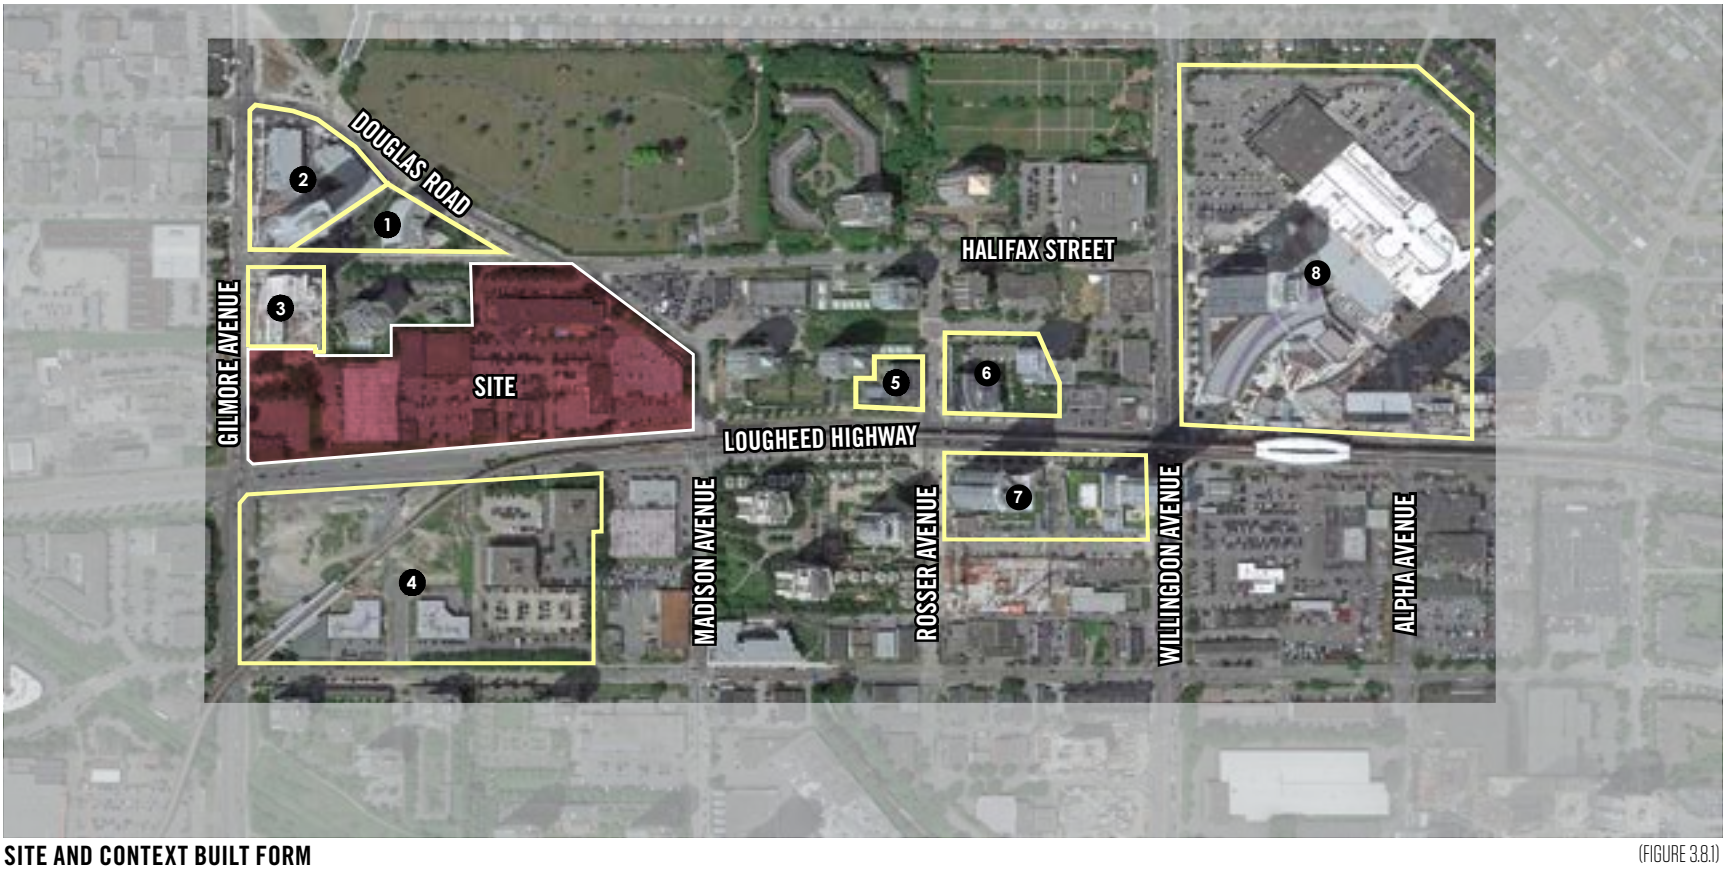 DOUGLAS ROAD
2
1
HALIFAX STREET
8
GILMORE AVENUE
3
SITE
5
6
LOUGHEED HIGHWAY
4
MADISON AVENUE
ROSSER AVENUE
7
WILLINGDON AVENUE
ALPHA AVENUE
SITE AND CONTEXT BUILT FORM
(FIGURE 3.8.1)